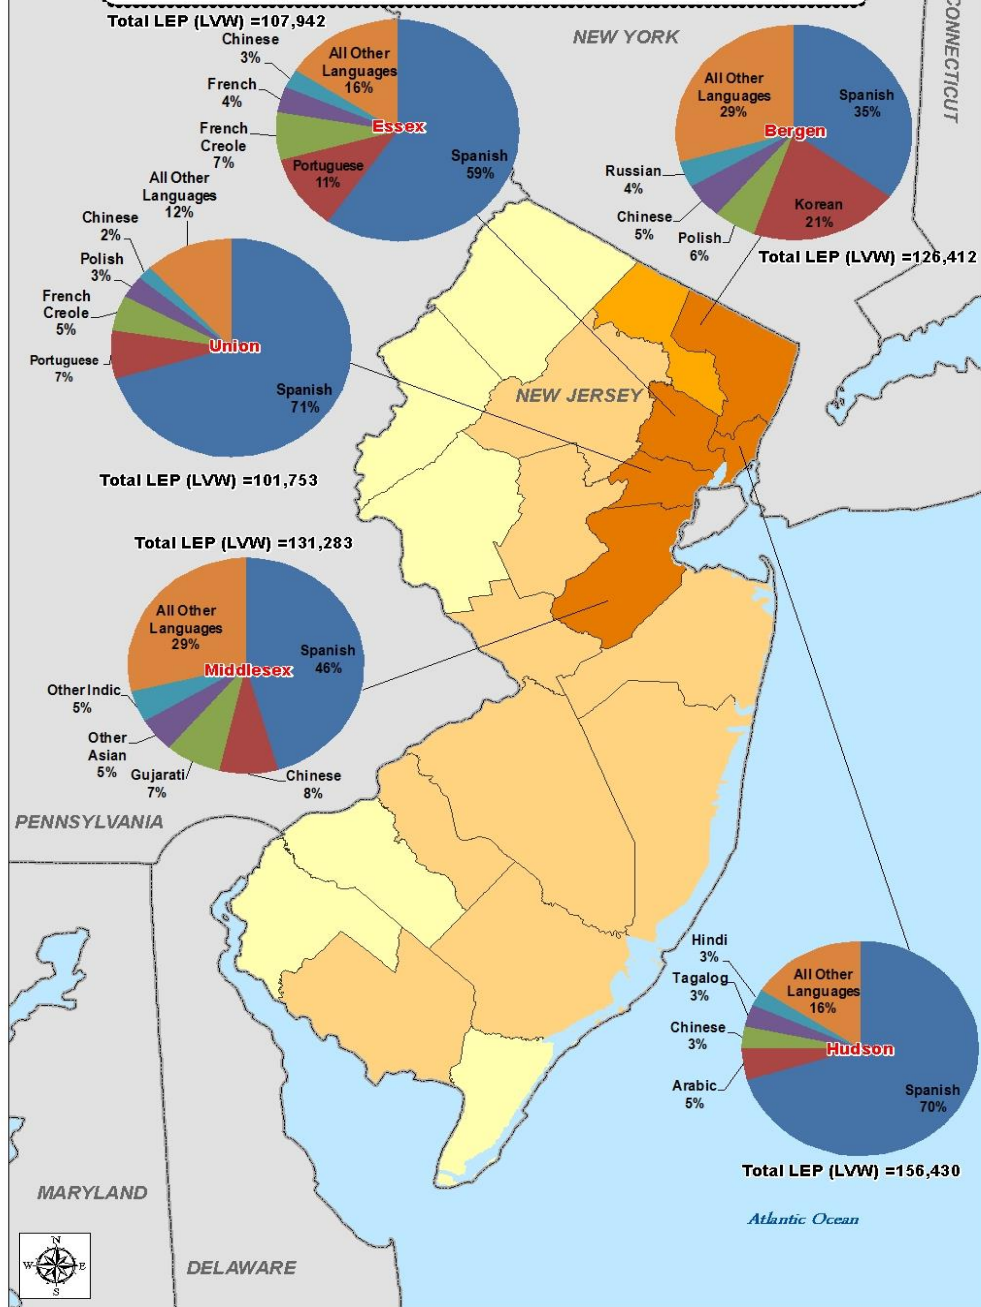 Total LEP (LVW) =107,942
Chinese
3%
French
4%
French
Creole
7%
Portuguese
11%
All Other
Languages
16%
Essex
Spanish
59%
NEW YORK
CONNECTICUT
All Other
Languages
29%
Spanish
35%
Bergen
Russian
4%
Chinese
5%
Polish
6%
Korean
21%
Total LEP (LVW) =126,412
All Other
Languages
12%
Chinese
2%
Polish
3%
French
Creole
5%
Portuguese
7%
Union
Spanish
71%
Total LEP (LVW) =101,753
NEW JERSEY
Total LEP (LVW) =131,283
All Other
Languages
29%
Spanish
46%
Middlesex
Other Indic
5%
Other
Asian
5%
Gujarati
7%
Chinese
8%
PENNSYLVANIA
Hindi
3%
Tagalog
3%
Chinese
3%
Arabic
5%
All Other
Languages
16%
Hudson
Spanish
70%
Total LEP (LVW) =156,430
MARYLAND
Atlantic Ocean
DELAWARE
N
W
E
S